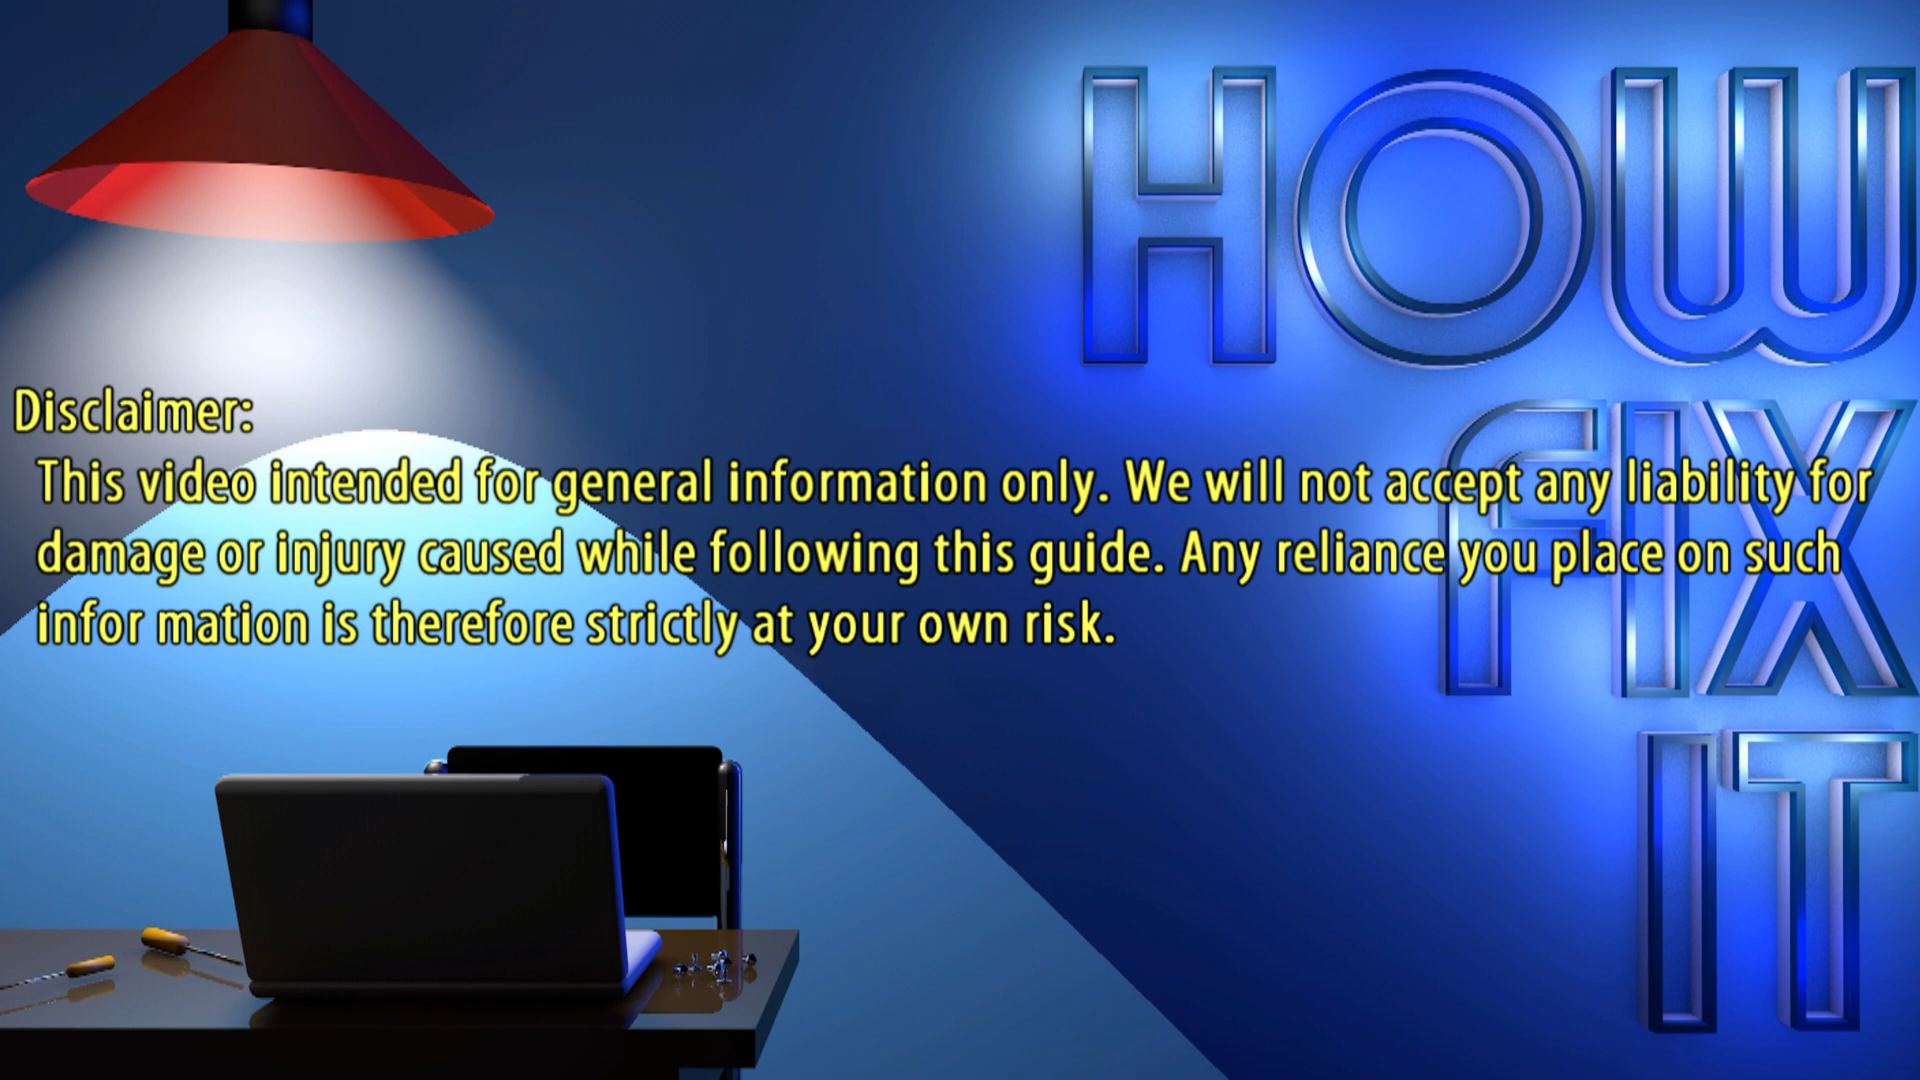 HOW
FIX
IT
Disclaimer:
This video intended for general information only. We will not accept any liability for
damage or injury caused while following this guide. Any reliance you place on such
infor mation is therefore strictly at your own risk.